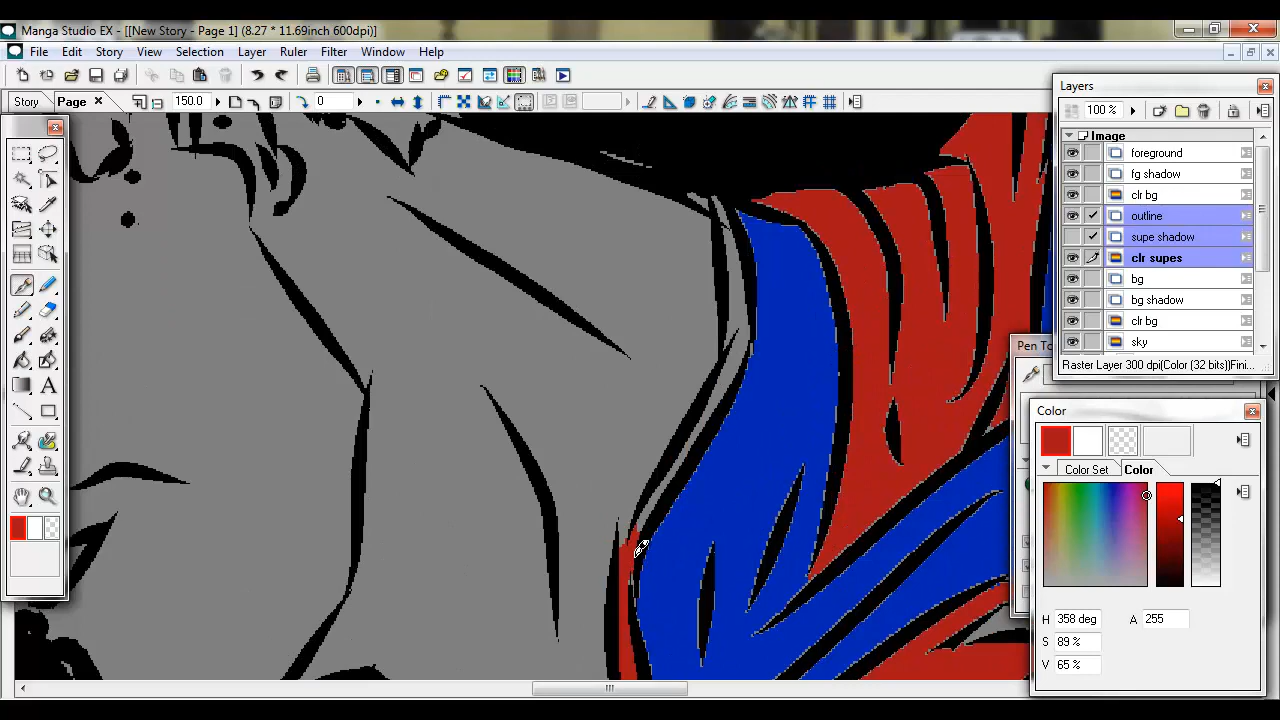 Manga Studio EX - [[New Story - Page 1] (8.27 * 11.69inch 600dpi)]
File Edit Story View Selection Layer Ruler Filter Window Help
Story Page 150.0 0
Layers
100 %
Image
foreground
fg shadow
clr bg
outline
supe shadow
clr supes
bg
bg shadow
clr bg
sky
Raster Layer 300 dpi(Color (32 bits))Fini...
Color
Color Set Color
H 358 deg A 255
S 89 %
V 65 %